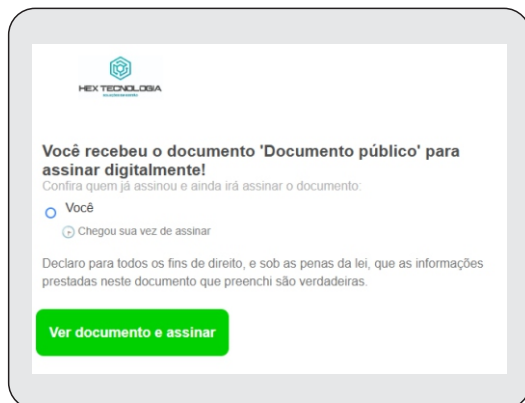 HEX TECNOLOGIA
Você recebeu o documento 'Documento público' para
assinar digitalmente!
Confira quem já assinou e ainda irá assinar o documento:
Você
Chegou sua vez de assinar
Declaro para todos os fins de direito, e sob as penas da lei, que as informações
prestadas neste documento que preenchi são verdadeiras.
Ver documento e assinar